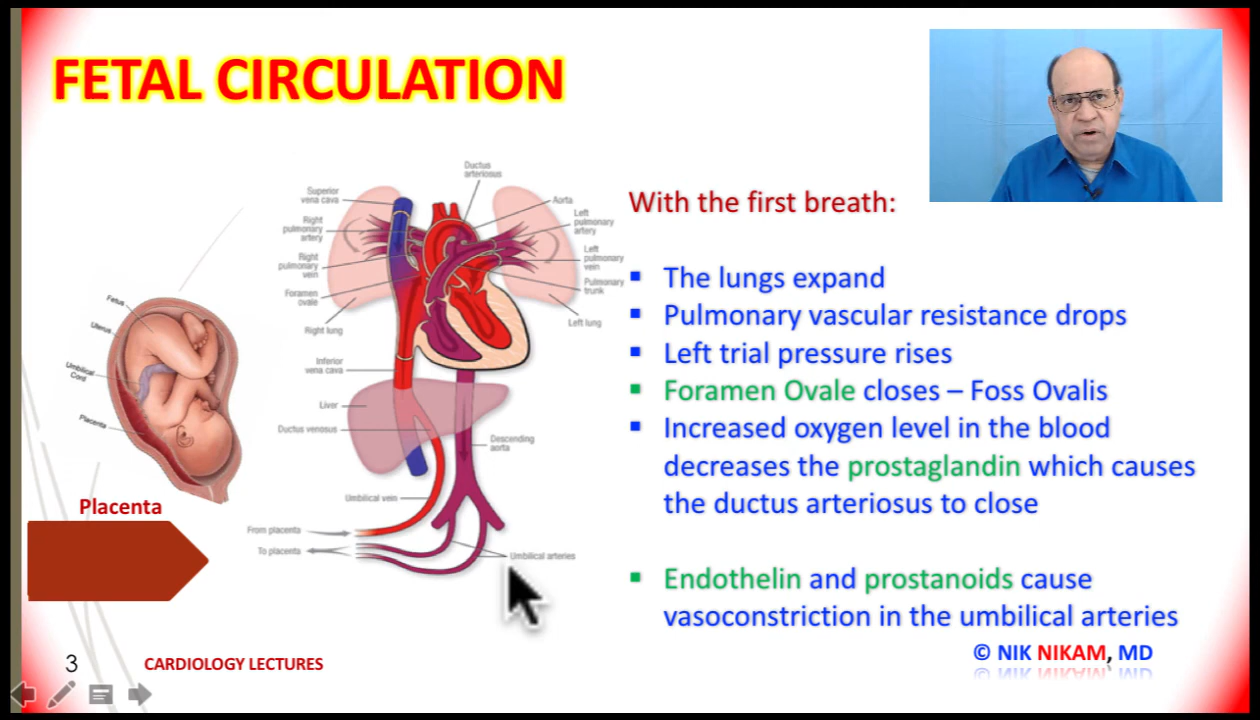 FETAL CIRCULATION
Ductus
arteriosus
Superior
vena cava
Aorta
Right
pulmonary
artery
Left
pulmonary
artery
Right
pulmonary
vein
Left
pulmonary
vein
Foramen
ovale
Pulmonary
trunk
Right lung
Left lung
Inferior
vena cava
Liver
Ductus venosus
Descending
aorta
Umbilical vein
From placenta
To placenta
Umbilical arteries
Fetus
Uterus
Umbilical
Cord
Placenta
Placenta
With the first breath:
▪ The lungs expand
▪ Pulmonary vascular resistance drops
▪ Left trial pressure rises
▪ Foramen Ovale closes – Foss Ovalis
▪ Increased oxygen level in the blood
decreases the prostaglandin which causes
the ductus arteriosus to close
▪ Endothelin and prostanoids cause
vasoconstriction in the umbilical arteries
© NIK NIKAM, MD
3
CARDIOLOGY LECTURES